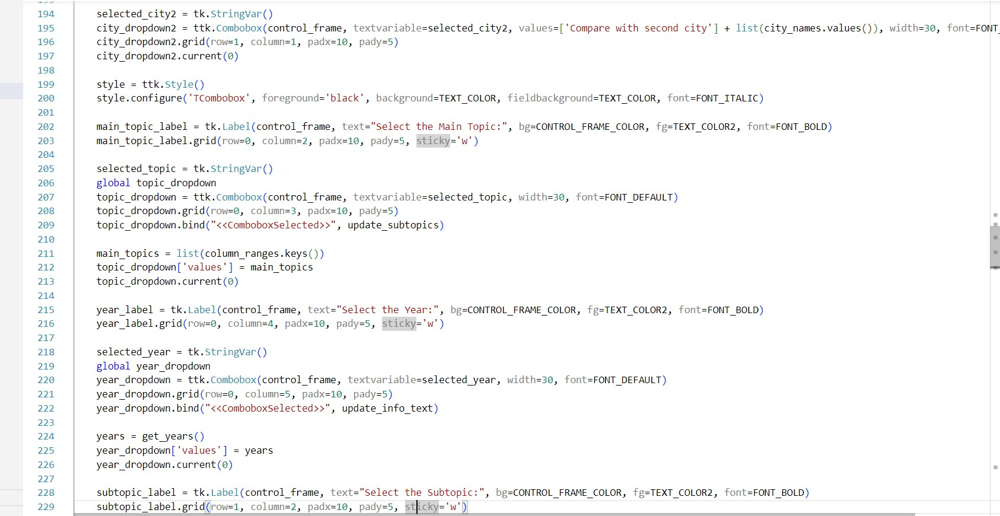 194 selected_city2 = tk.StringVar()
195 city_dropdown2 = ttk.Combobox(control_frame, textvariable=selected_city2, values=['Compare with second city'] + list(city_names.values()), width=30, font=FONT_
196 city_dropdown2.grid(row=1, column=1, padx=10, pady=5)
197 city_dropdown2.current(0)
198
199 style = ttk.Style()
200 style.configure('TCombobox', foreground='black', background=TEXT_COLOR, fieldbackground=TEXT_COLOR, font=FONT_ITALIC)
201
202 main_topic_label = tk.Label(control_frame, text="Select the Main Topic:", bg=CONTROL_FRAME_COLOR, fg=TEXT_COLOR2, font=FONT_BOLD)
203 main_topic_label.grid(row=0, column=2, padx=10, pady=5, sticky='w')
204
205 selected_topic = tk.StringVar()
206 global topic_dropdown
207 topic_dropdown = ttk.Combobox(control_frame, textvariable=selected_topic, width=30, font=FONT_DEFAULT)
208 topic_dropdown.grid(row=0, column=3, padx=10, pady=5)
209 topic_dropdown.bind("<<ComboboxSelected>>", update_subtopics)
210
211 main_topics = list(column_ranges.keys())
212 topic_dropdown['values'] = main_topics
213 topic_dropdown.current(0)
214
215 year_label = tk.Label(control_frame, text="Select the Year:", bg=CONTROL_FRAME_COLOR, fg=TEXT_COLOR2, font=FONT_BOLD)
216 year_label.grid(row=0, column=4, padx=10, pady=5, sticky='w')
217
218 selected_year = tk.StringVar()
219 global year_dropdown
220 year_dropdown = ttk.Combobox(control_frame, textvariable=selected_year, width=30, font=FONT_DEFAULT)
221 year_dropdown.grid(row=0, column=5, padx=10, pady=5)
222 year_dropdown.bind("<<ComboboxSelected>>", update_info_text)
223
224 years = get_years()
225 year_dropdown['values'] = years
226 year_dropdown.current(0)
227
228 subtopic_label = tk.Label(control_frame, text="Select the Subtopic:", bg=CONTROL_FRAME_COLOR, fg=TEXT_COLOR2, font=FONT_BOLD)
229 subtopic_label.grid(row=1, column=2, padx=10, pady=5, sticky='w')